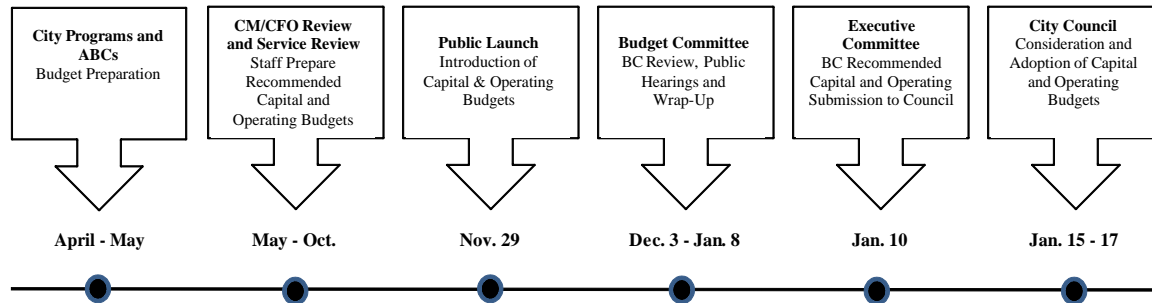 City Programs and
ABCs
Budget Preparation
CM/CFO Review
and Service Review
Staff Prepare
Recommended
Capital and
Operating Budgets
Public Launch
Introduction of
Capital & Operating
Budgets
Budget Committee
BC Review, Public
Hearings and
Wrap-Up
Executive
Committee
BC Recommended
Capital and Operating
Submission to Council
City Council
Consideration and
Adoption of Capital
and Operating
Budgets
April - May
May - Oct.
Nov. 29
Dec. 3 - Jan. 8
Jan. 10
Jan. 15 - 17